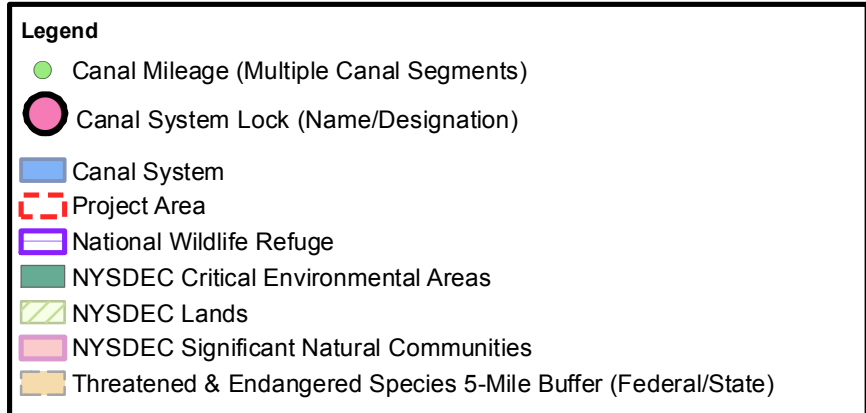 Legend
Canal Mileage (Multiple Canal Segments)
Canal System Lock (Name/Designation)
Canal System
Project Area
National Wildlife Refuge
NYSDEC Critical Environmental Areas
NYSDEC Lands
NYSDEC Significant Natural Communities
Threatened & Endangered Species 5-Mile Buffer (Federal/State)